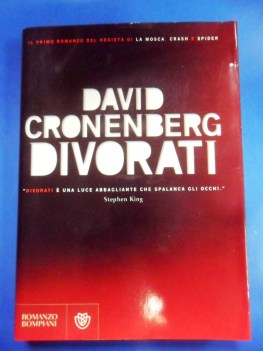 IL PRIMO ROMANZO DEL REGISTA DI LA MOSCA, CRASH E SPIDER
DAVID
CRONENBERG
DIVORATI
"DIVORATI È UNA LUCE ABBAGLIANTE CHE SPALANCA GLI OCCHI."
Stephen King
ROMANZO
BOMPIANI